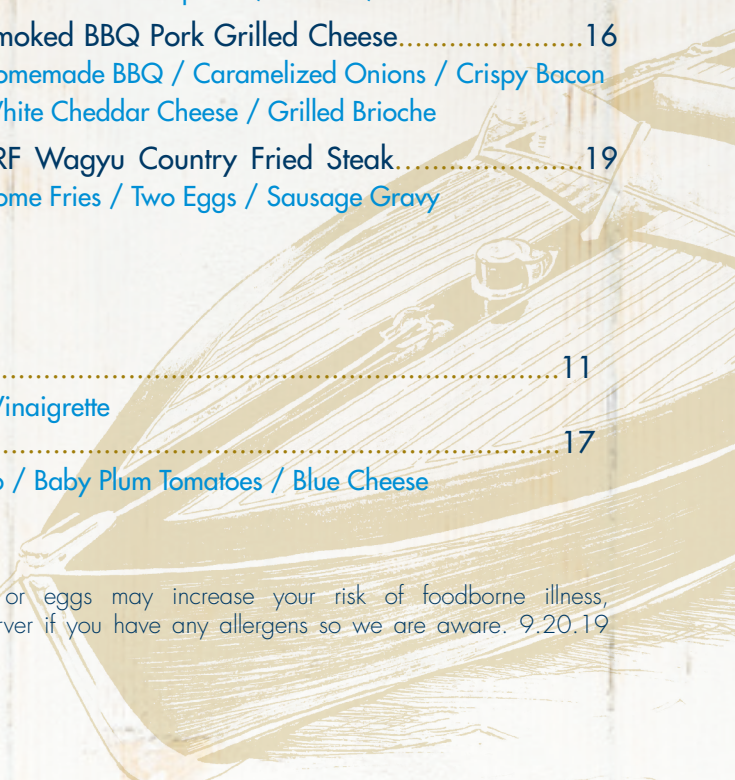 moked BBQ Pork Grilled Cheese.......................16
omemade BBQ / Caramelized Onions / Crispy Bacon
hite Cheddar Cheese / Grilled Brioche
RF Wagyu Country Fried Steak.......................19
ome Fries / Two Eggs / Sausage Gravy
......................................................................11
Vinaigrette
......................................................................17
o / Baby Plum Tomatoes / Blue Cheese
or eggs may increase your risk of foodborne illness,
rver if you have any allergens so we are aware. 9.20.19